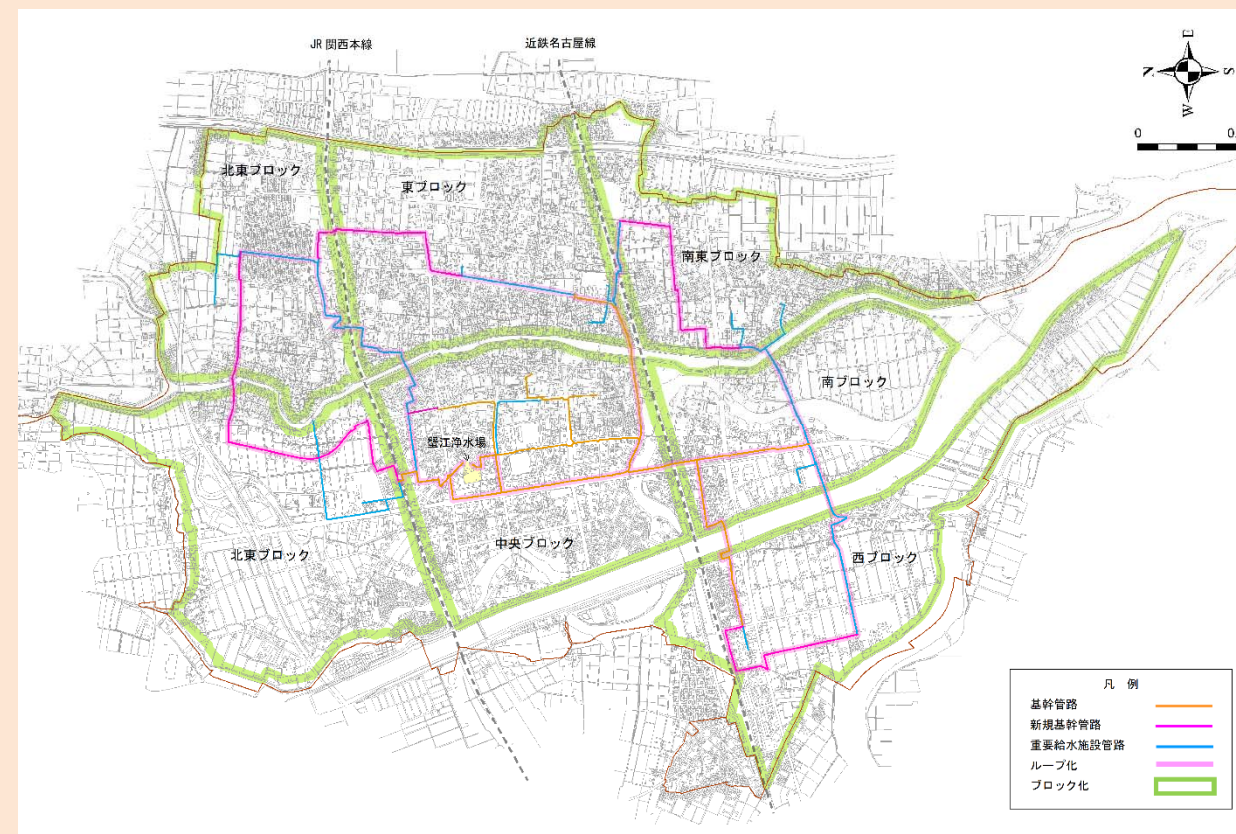 JR関西本線
近鉄名古屋線
E
N
S
W
0
0.
北東ブロック
東ブロック
南東ブロック
南ブロック
蟹江浄水場
中央ブロック
北東ブロック
西ブロック
凡 例
基幹管路
新規基幹管路
重要給水施設管路
ループ化
ブロック化